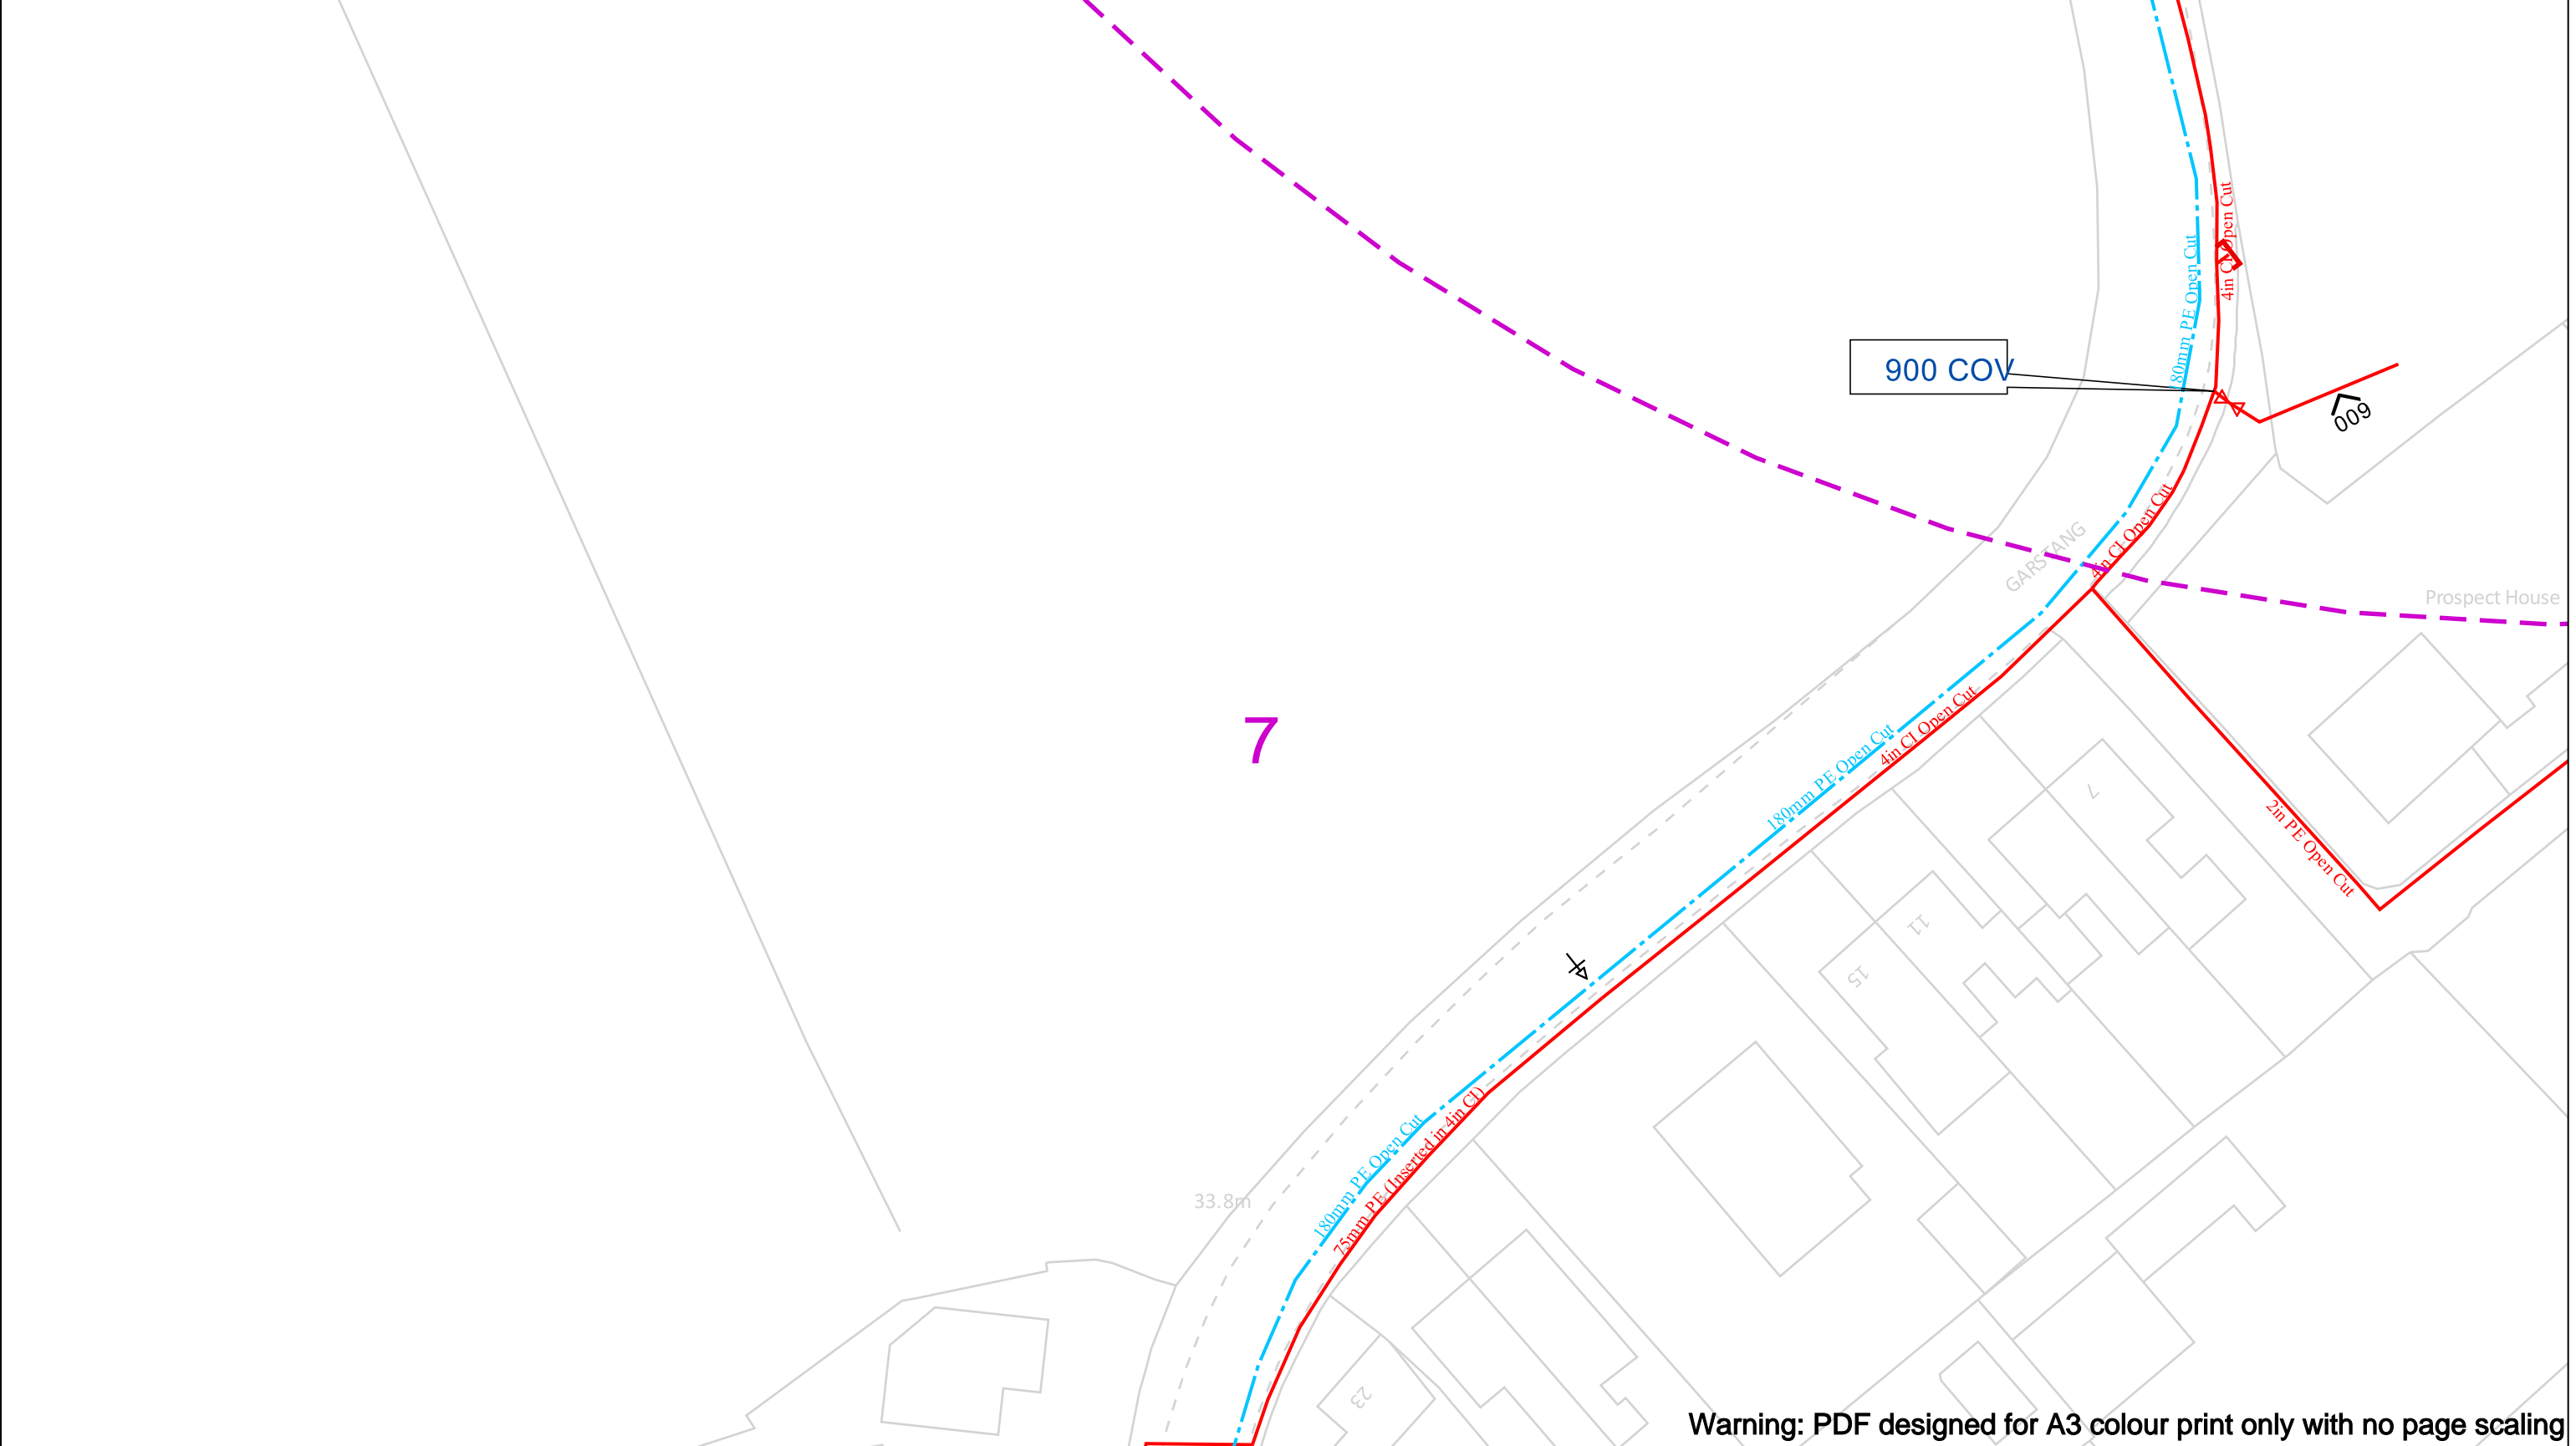 4in CI Open Cut
180mm PE Open Cut
900 COV
600
4in CI Open Cut
GARSTANG
Prospect House
4in CI Open Cut
180mm PE Open Cut
7
7
2in PE Open Cut
11
15
180mm PE Open Cut
75mm PE (Inserted in 4in CI)
33.8m
23
Warning: PDF designed for A3 colour print only with no page scaling